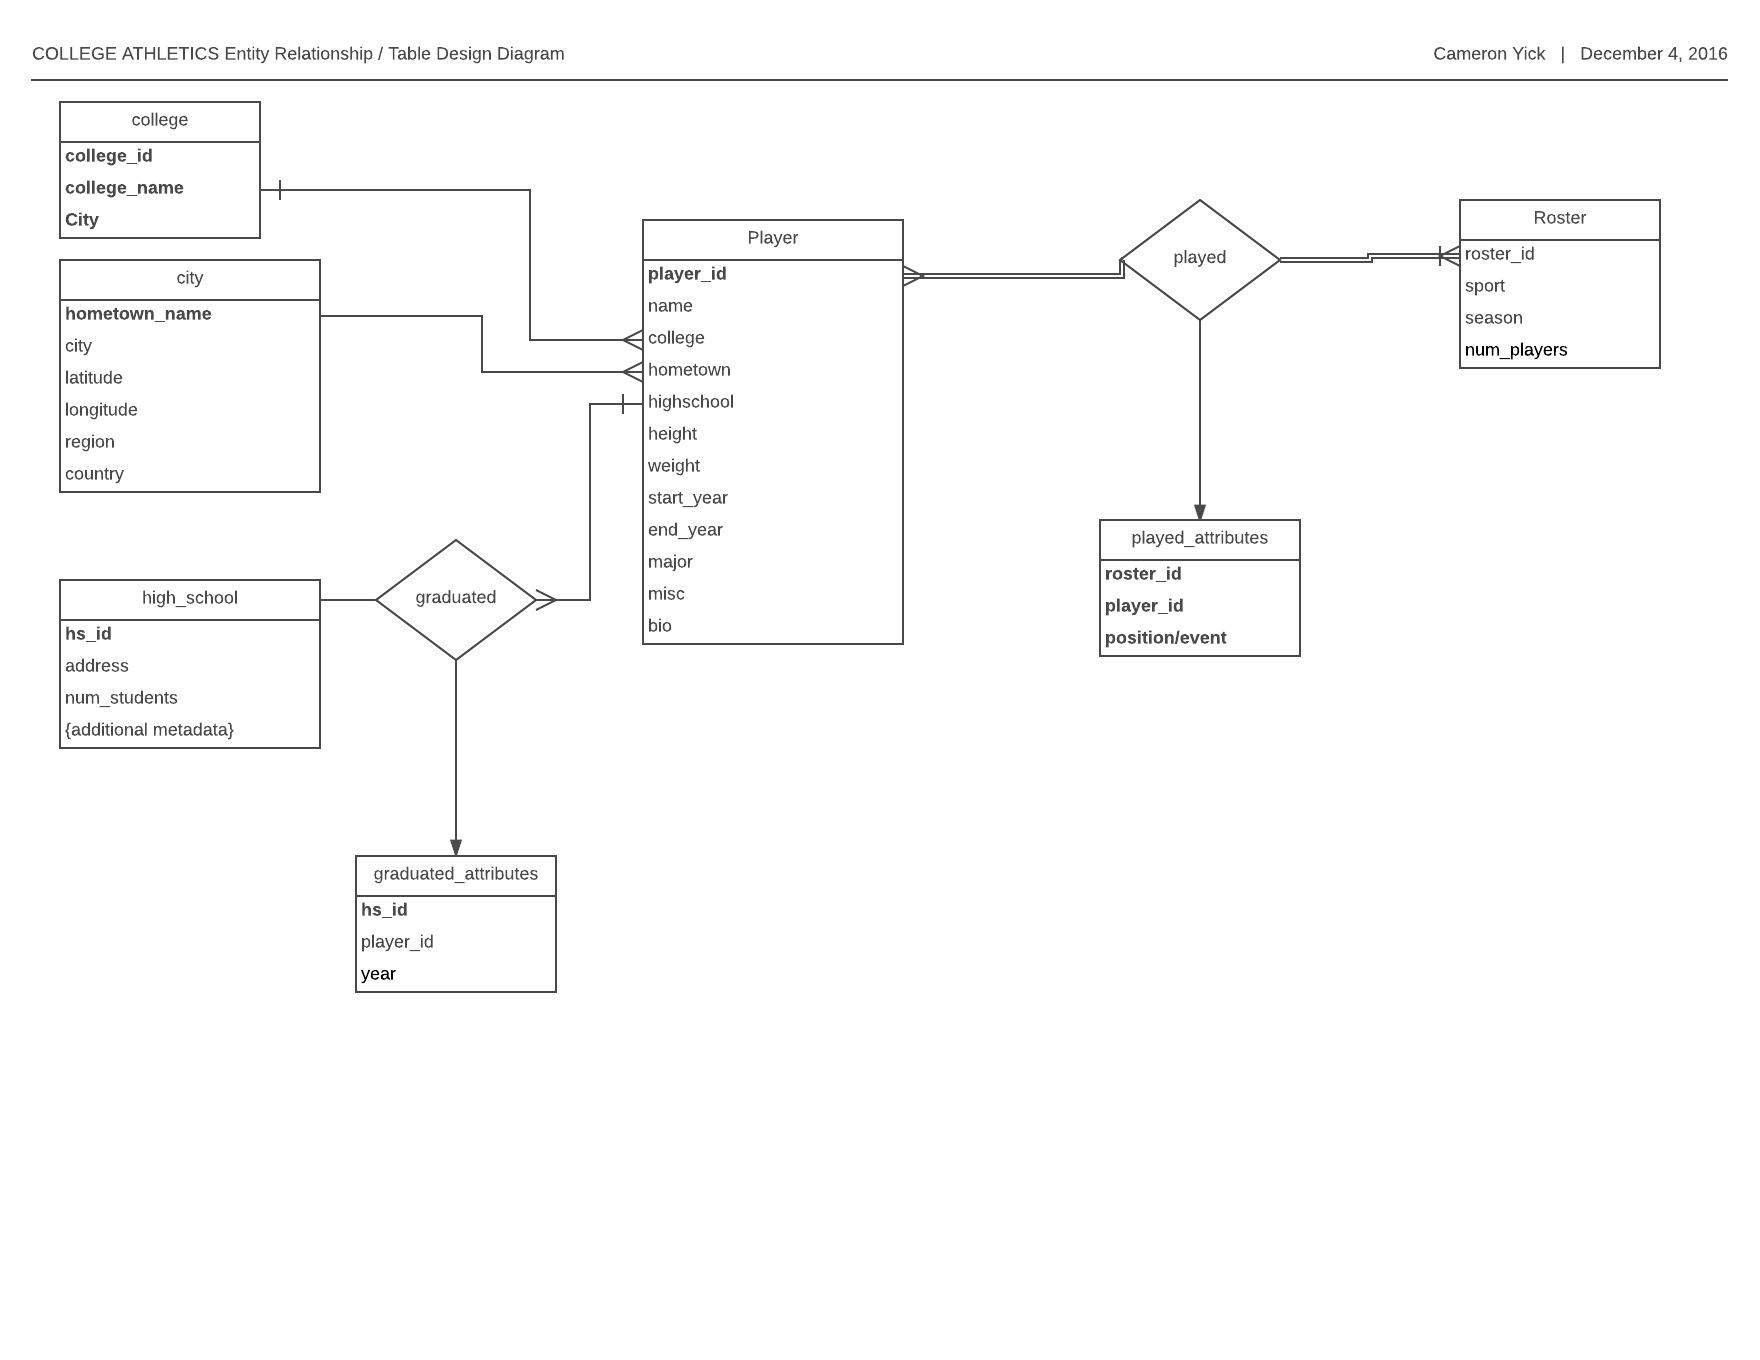 COLLEGE ATHLETICS Entity Relationship / Table Design Diagram
Cameron Yick | December 4, 2016
college
college_id
college_name
City
city
hometown_name
city
latitude
longitude
region
country
high_school
hs_id
address
num_students
{additional metadata}
graduated
graduated_attributes
hs_id
player_id
year
Player
player_id
name
college
hometown
highschool
height
weight
start_year
end_year
major
misc
bio
played
played_attributes
roster_id
player_id
position/event
Roster
roster_id
sport
season
num_players